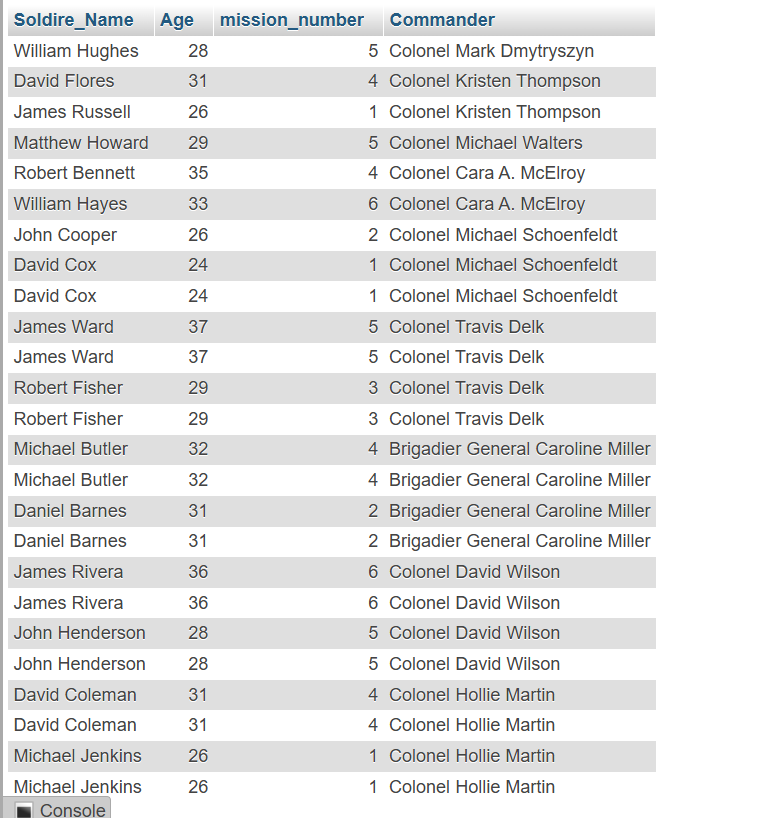 Soldire_Name Age mission_number Commander
William Hughes 28 5 Colonel Mark Dmytryszyn
David Flores 31 4 Colonel Kristen Thompson
James Russell 26 1 Colonel Kristen Thompson
Matthew Howard 29 5 Colonel Michael Walters
Robert Bennett 35 4 Colonel Cara A. McElroy
William Hayes 33 6 Colonel Cara A. McElroy
John Cooper 26 2 Colonel Michael Schoenfeldt
David Cox 24 1 Colonel Michael Schoenfeldt
David Cox 24 1 Colonel Michael Schoenfeldt
James Ward 37 5 Colonel Travis Delk
James Ward 37 5 Colonel Travis Delk
Robert Fisher 29 3 Colonel Travis Delk
Robert Fisher 29 3 Colonel Travis Delk
Michael Butler 32 4 Brigadier General Caroline Miller
Michael Butler 32 4 Brigadier General Caroline Miller
Daniel Barnes 31 2 Brigadier General Caroline Miller
Daniel Barnes 31 2 Brigadier General Caroline Miller
James Rivera 36 6 Colonel David Wilson
James Rivera 36 6 Colonel David Wilson
John Henderson 28 5 Colonel David Wilson
John Henderson 28 5 Colonel David Wilson
David Coleman 31 4 Colonel Hollie Martin
David Coleman 31 4 Colonel Hollie Martin
Michael Jenkins 26 1 Colonel Hollie Martin
Michael Jenkins 26 1 Colonel Hollie Martin
Console